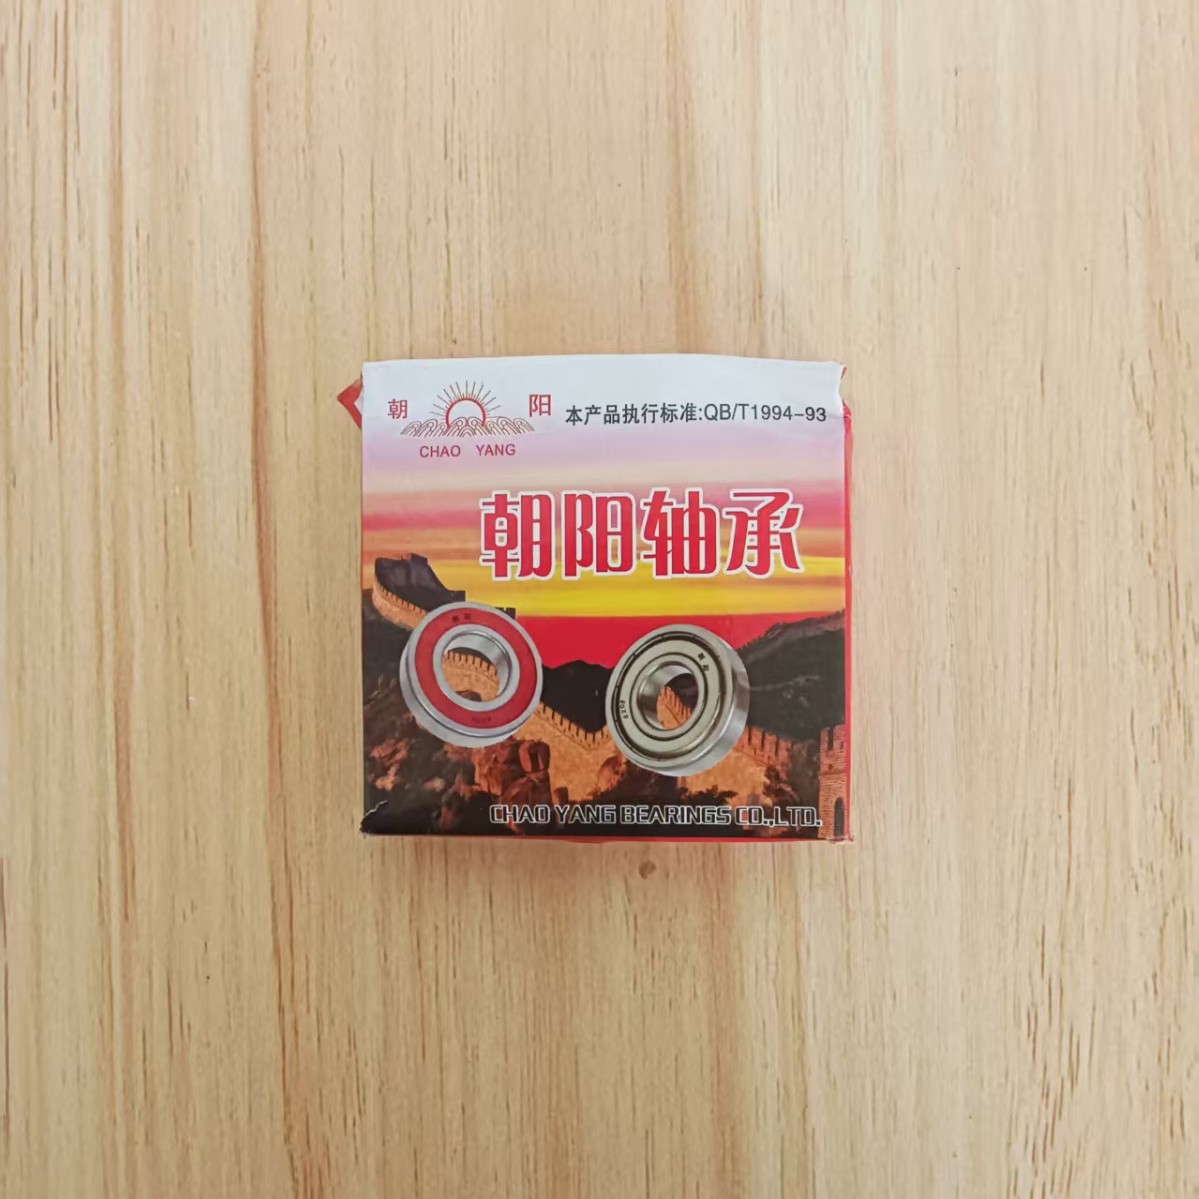 朝 阳
CHAO YANG
本产品执行标准:QB/T1994-93
朝阳轴承
CHAO YANG BEARINGS CO.,LTD.